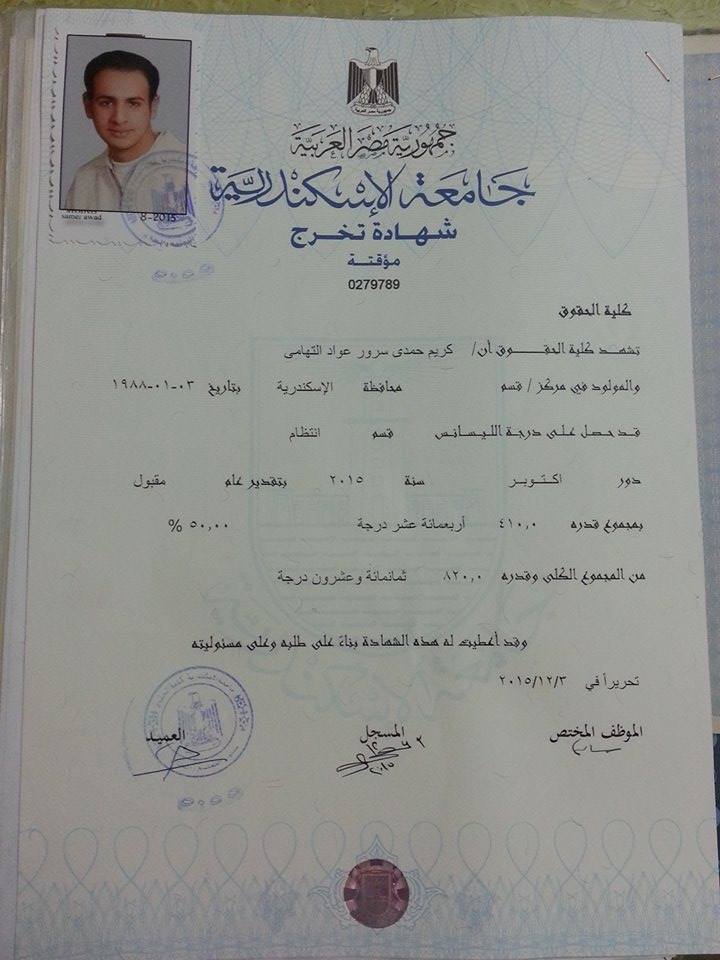 جمهورية مصر العربية
جامعة الإسكندرية
شهادة تخرج
مؤقتة
0279789
samer awad 8-2015
كلية الحقوق
تشهد كلية الحقوق أن/ كريم حمدى سرور عواد التهامى
والمولود في مركز / قسم محافظة الإسكندرية بتاريخ ٠٣-٠١-١٩٨٨
قد حصل على درجة الليسانس قسم انتظام
دور اكتوبر سنة ٢٠١٥ بتقدير عام مقبول
بمجموع قدره ٤١٠,٠ أربعمائة عشر درجة ٥٠,٠٠ %
من المجموع الكلى وقدره ٨٢٠,٠ ثمانمائة وعشرون درجة
وقد أعطيت له هذه الشهادة بناءً على طلبه وعلى مسئوليته
تحريراً في ٢٠١٥/١٢/٣
الموظف المختص المسجل العميد